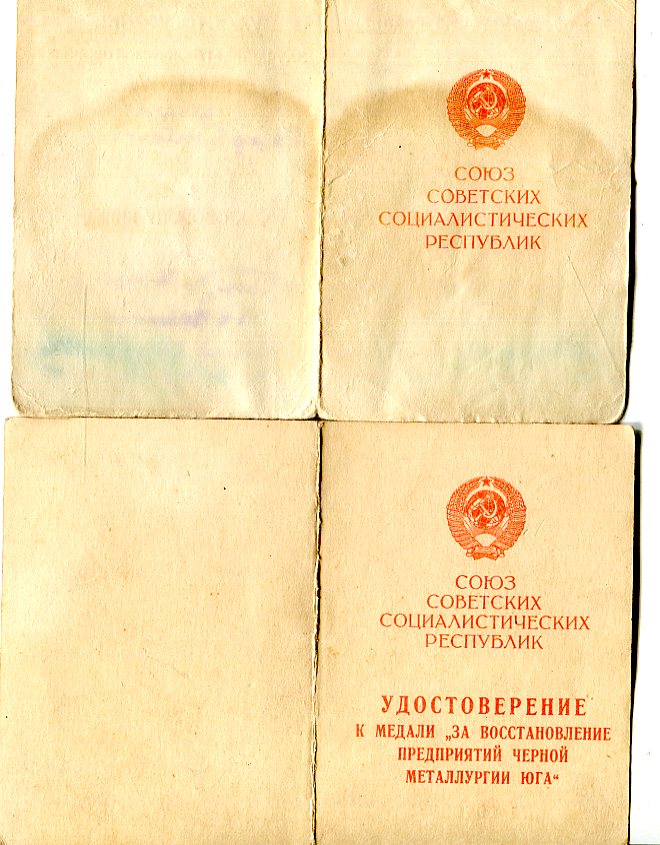 СОЮЗ
СОВЕТСКИХ
СОЦИАЛИСТИЧЕСКИХ
РЕСПУБЛИК
СОЮЗ
СОВЕТСКИХ
СОЦИАЛИСТИЧЕСКИХ
РЕСПУБЛИК
УДОСТОВЕРЕНИЕ
К МЕДАЛИ „ЗА ВОССТАНОВЛЕНИЕ
ПРЕДПРИЯТИЙ ЧЕРНОЙ
МЕТАЛЛУРГИИ ЮГА“